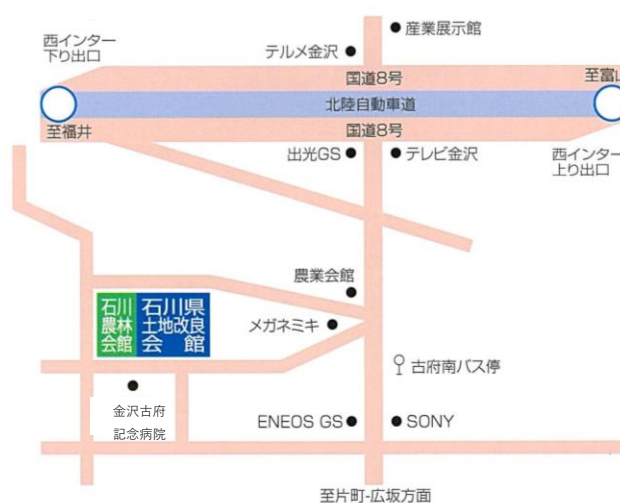 産業展示館
西インター
下り出口
テルメ金沢
国道8号
至富山
北陸自動車道
至福井
国道8号
出光GS
テレビ金沢
西インター
上り出口
農業会館
石川
農林
会館
石川県
土地改良
会館
メガネミキ
古府南バス停
金沢古府
記念病院
ENEOS GS
SONY
至片町-広坂方面